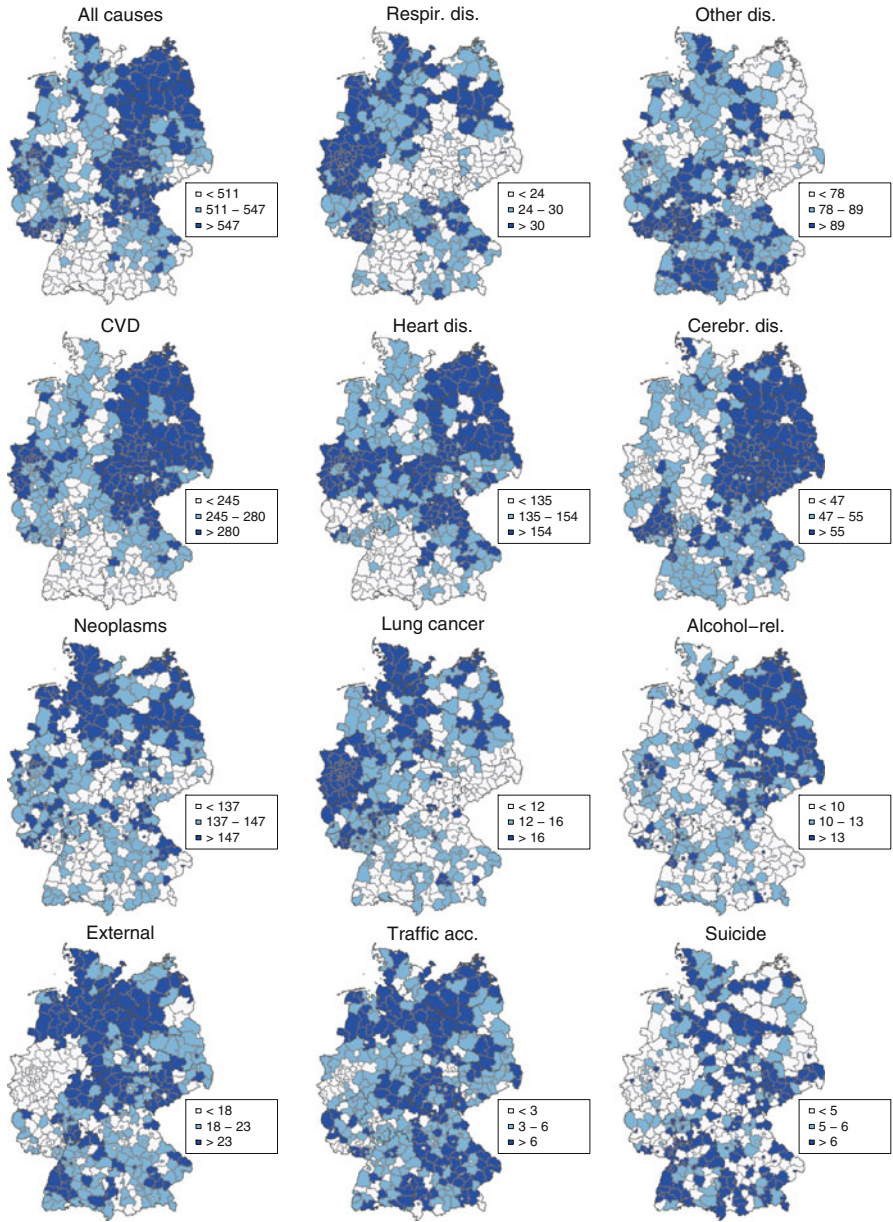 All causes
Respir. dis.
Other dis.
< 511
511 – 547
> 547
< 24
24 – 30
> 30
< 78
78 – 89
> 89
CVD
Heart dis.
Cerebr. dis.
< 245
245 – 280
> 280
< 135
135 – 154
> 154
< 47
47 – 55
> 55
Neoplasms
Lung cancer
Alcohol–rel.
< 137
137 – 147
> 147
< 12
12 – 16
> 16
< 10
10 – 13
> 13
External
Traffic acc.
Suicide
< 18
18 – 23
> 23
< 3
3 – 6
> 6
< 5
5 – 6
> 6